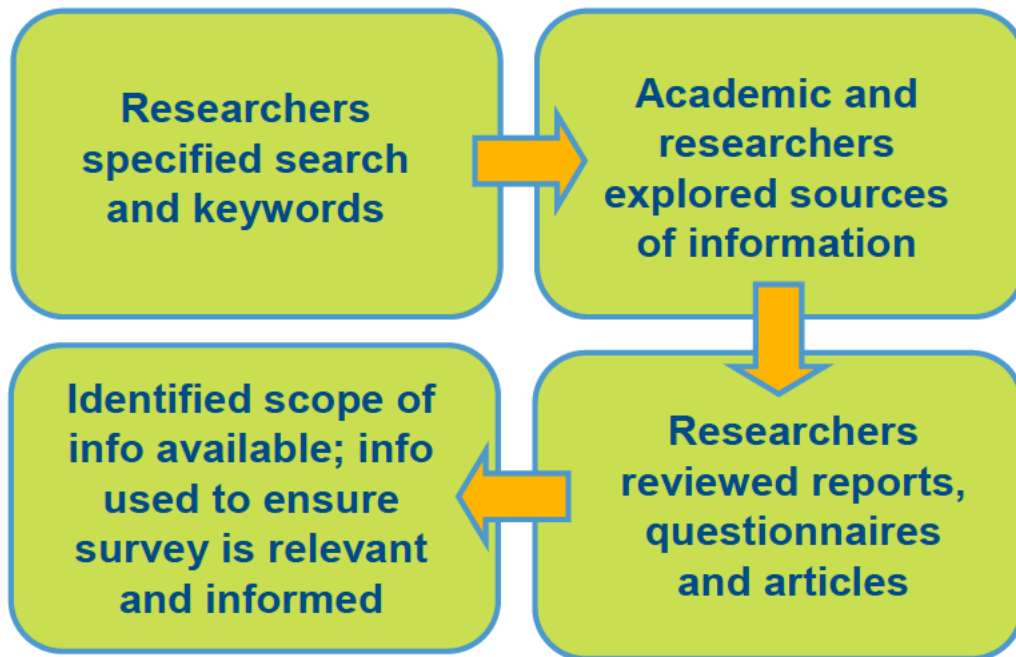 Researchers
specified search
and keywords
Academic and
researchers
explored sources
of information
Researchers
reviewed reports,
questionnaires
and articles
Identified scope of
info available; info
used to ensure
survey is relevant
and informed